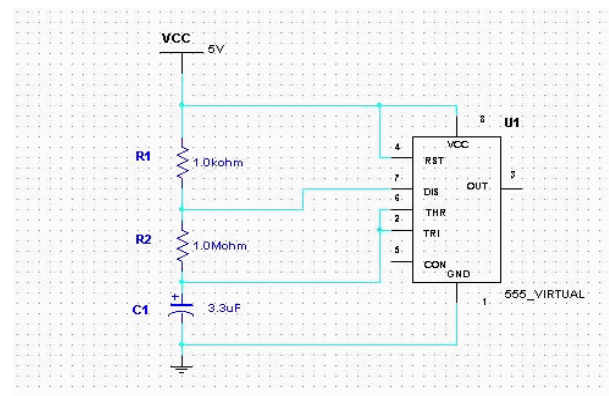 VCC
5V
8
U1
4
VCC
R1
1.0kohm
RST
7
DIS
OUT
3
6
THR
2
TRI
R2
1.0Mohm
5
CON
GND
C1
+
3.3uF
1
555_VIRTUAL